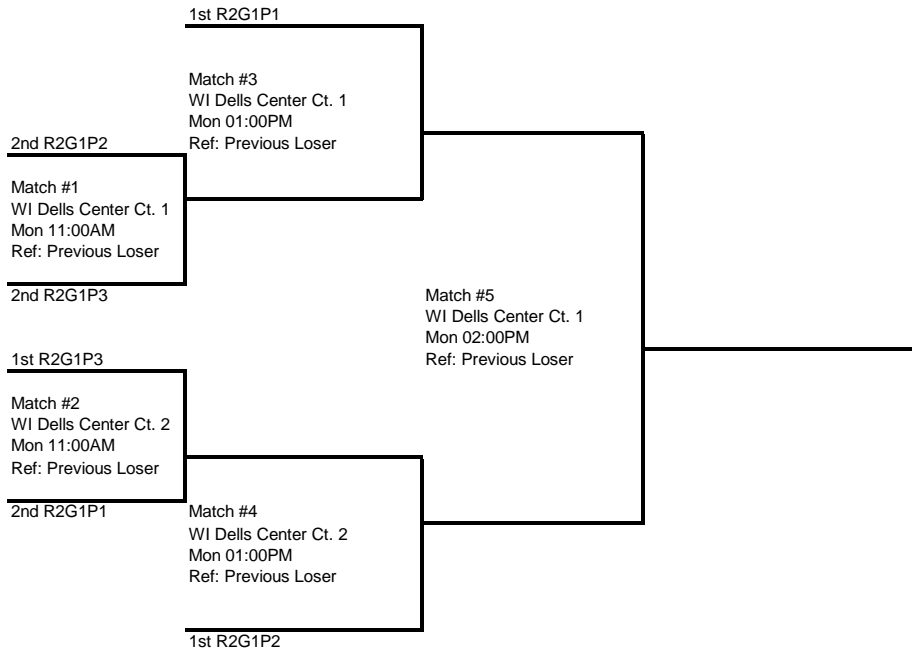 1st R2G1P1
Match #3
WI Dells Center Ct. 1
Mon 01:00PM
Ref: Previous Loser
2nd R2G1P2
Match #1
WI Dells Center Ct. 1
Mon 11:00AM
Ref: Previous Loser
2nd R2G1P3
Match #5
WI Dells Center Ct. 1
Mon 02:00PM
Ref: Previous Loser
1st R2G1P3
Match #2
WI Dells Center Ct. 2
Mon 11:00AM
Ref: Previous Loser
2nd R2G1P1
Match #4
WI Dells Center Ct. 2
Mon 01:00PM
Ref: Previous Loser
1st R2G1P2